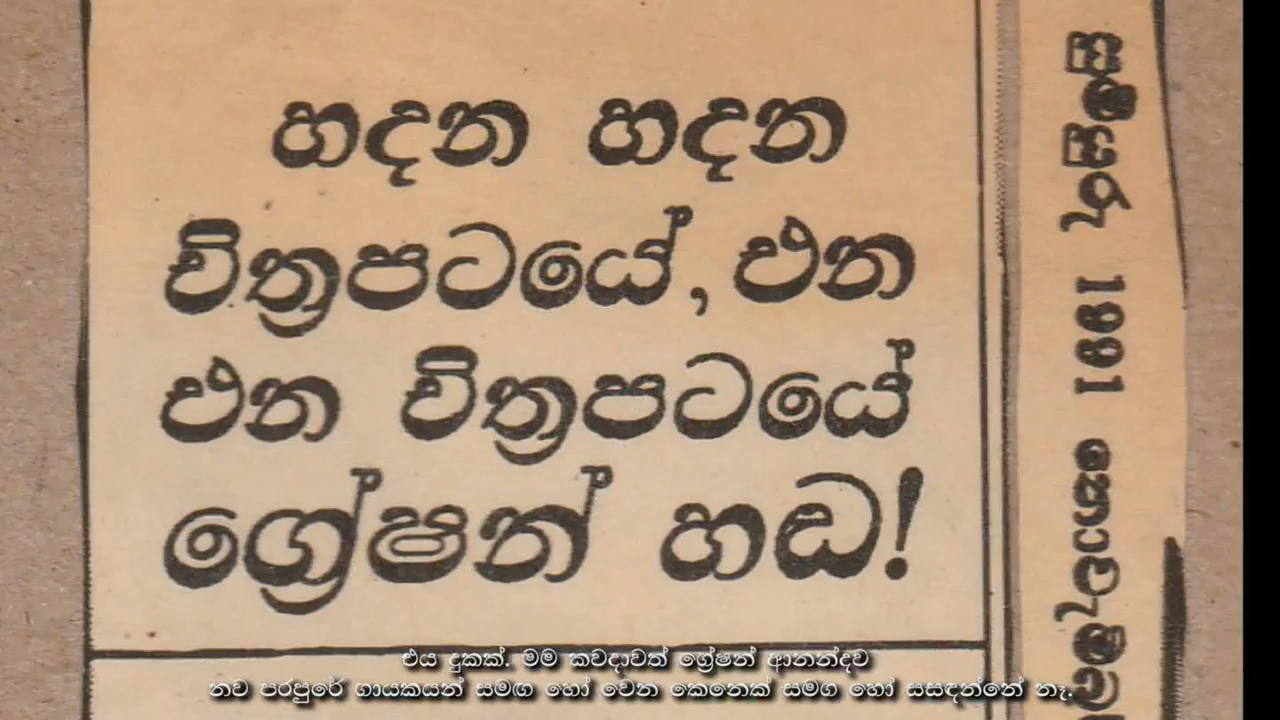 හදන හදන
චිත්‍රපටයේ, එන
එන චිත්‍රපටයේ
ග්‍රේෂන් හඬ!
සුමියුරු 1991
එය දුකක්. මම කවදාවත් ග්‍රේෂන් ආනන්දව
නව පරපුරේ ගායකයන් සමඟ හෝ වෙන කෙනෙක් සමග හෝ සසඳන්නේ නෑ.